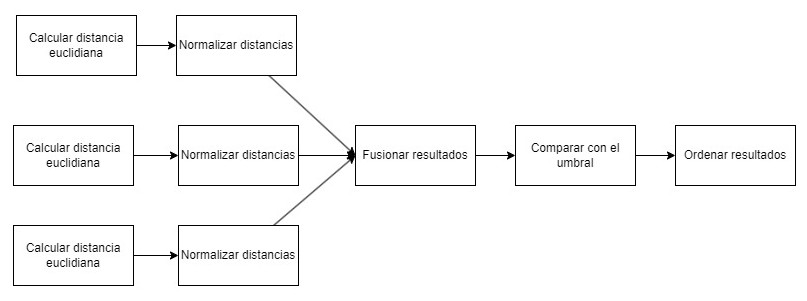 Calcular distancia
euclidiana
Normalizar distancias
Calcular distancia
euclidiana
Normalizar distancias
Fusionar resultados
Comparar con el
umbral
Ordenar resultados
Calcular distancia
euclidiana
Normalizar distancias